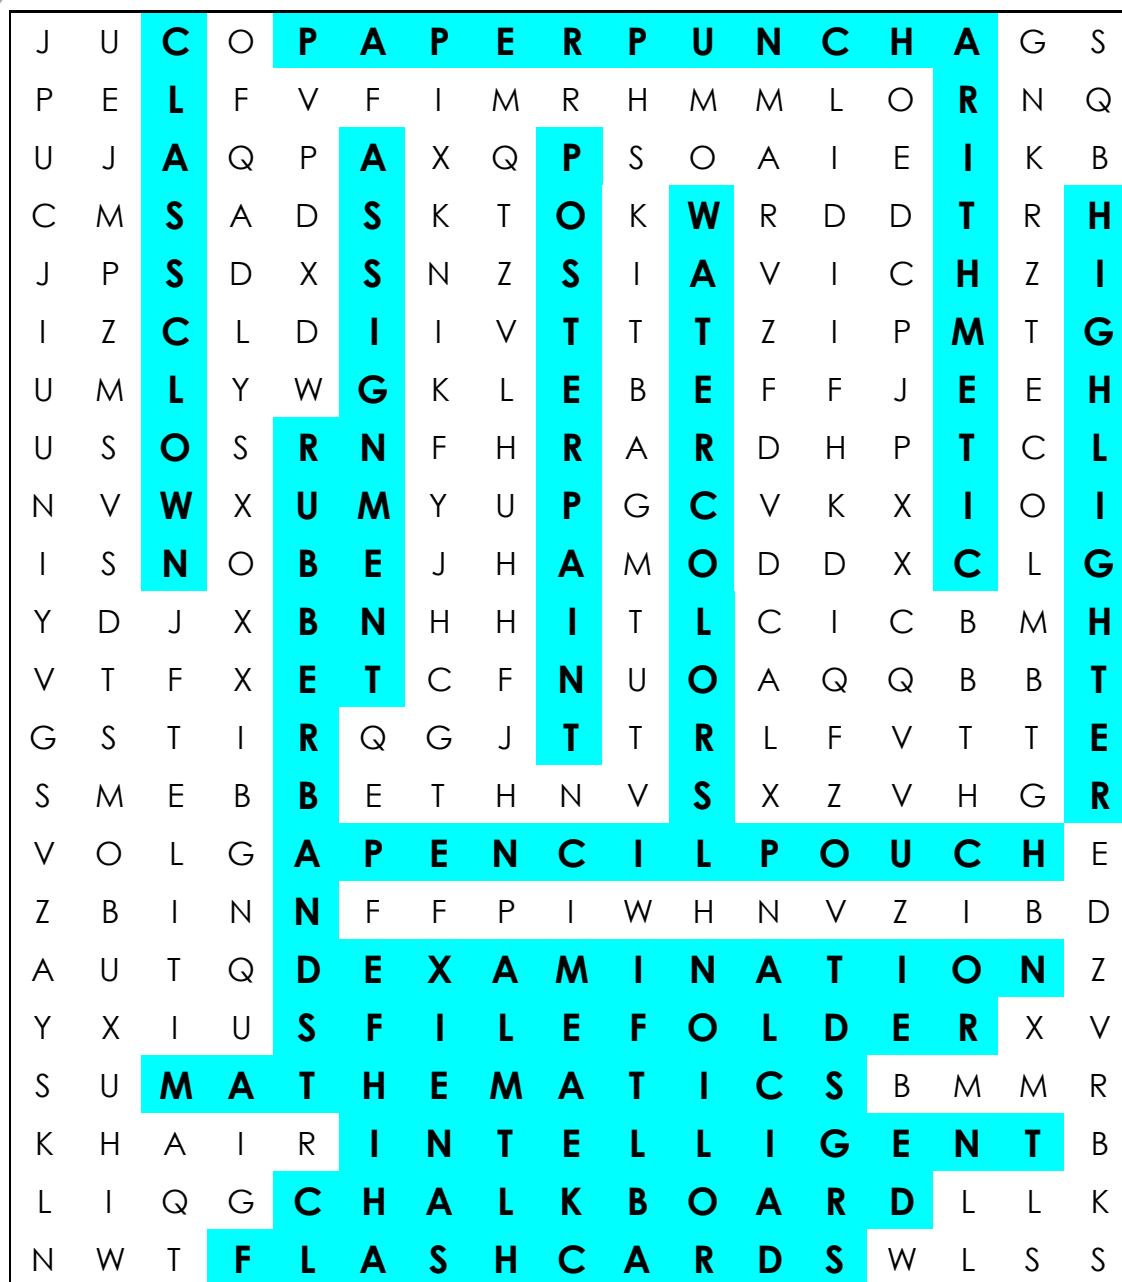 J U C O P A P E R P U N C H A G S
P E L F V F I M R H M M L O R N Q
U J A Q P A X Q P S O A I E I K B
C M S A D S K T O K W R D D T R H
J P S D X S N Z S I A V I C H Z I
I Z C L D I I V T T T Z I P M T G
U M L Y W G K L E B E F F J E E H
U S O S R N F H R A R D H P T C L
N V W X U M Y U P G C V K X I O I
I S N O B E J H A M O D D X C L G
Y D J X B N H H I T L C I C B M H
V T F X E T C F N U O A Q Q B B T
G S T I R Q G J T T R L F V T T E
S M E B B E T H N V S X Z V H G R
V O L G A P E N C I L P O U C H E
Z B I N N F F P I W H N V Z I B D
A U T Q D E X A M I N A T I O N Z
Y X I U S F I L E F O L D E R X V
S U M A T H E M A T I C S B M M R
K H A I R I N T E L L I G E N T B
L I Q G C H A L K B O A R D L L K
N W T F L A S H C A R D S W L S S